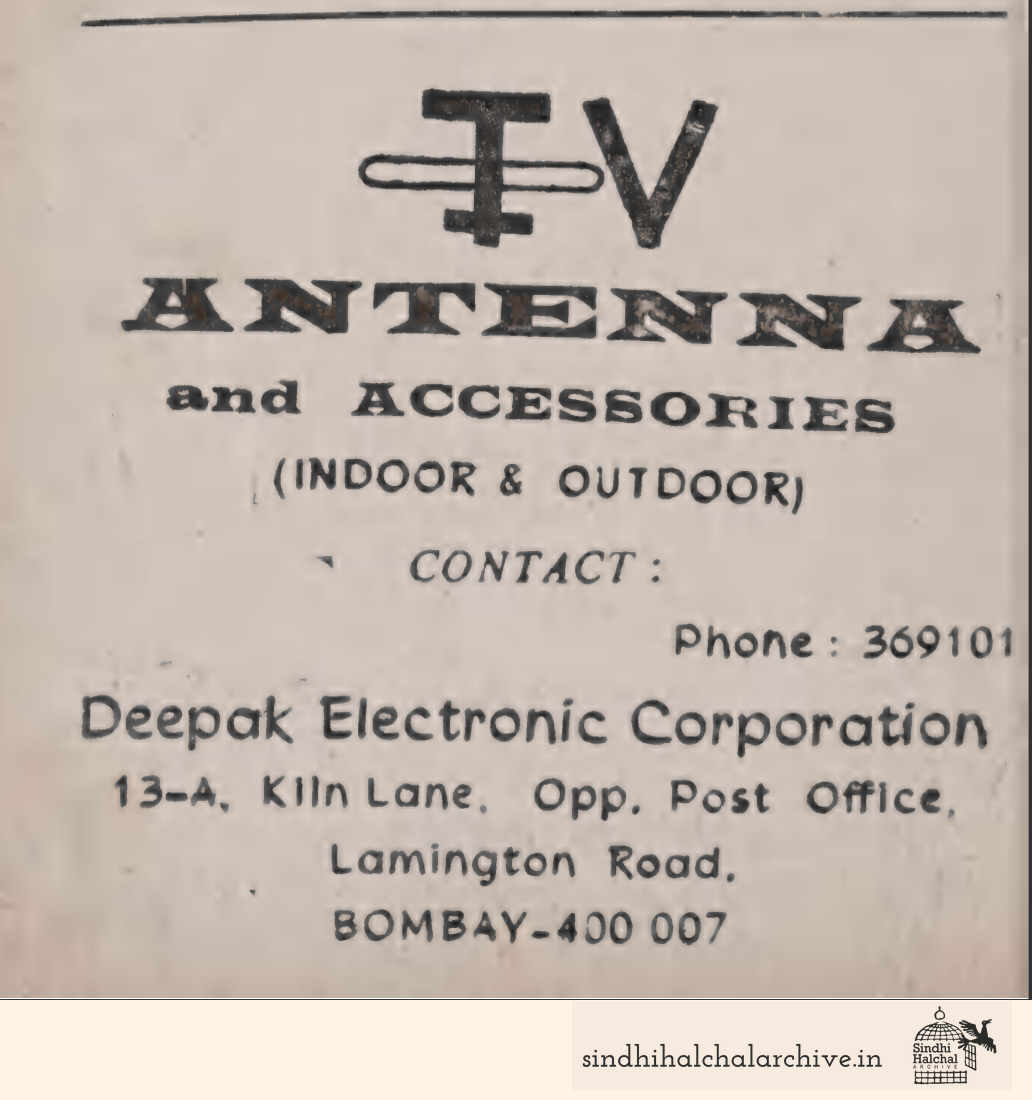 TV
ANTENNA
and ACCESSORIES
(INDOOR & OUTDOOR)
CONTACT :
Phone : 369101
Deepak Electronic Corporation
13-A, Kiln Lane, Opp. Post Office,
Lamington Road,
BOMBAY-400 007
sindhihalchalarchive.in
Sindhi
Halchal
ARCHIVE